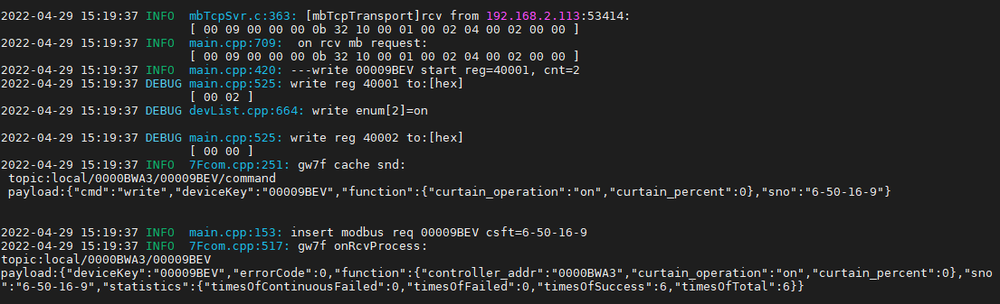 2022-04-29 15:19:37 INFO  mbTcpSvr.c:363: [mbTcpTransport]rcv from 192.168.2.113:53414:
[ 00 09 00 00 00 0b 32 10 00 01 00 02 04 00 02 00 00 ]
2022-04-29 15:19:37 INFO  main.cpp:709:  on rcv mb request:
[ 00 09 00 00 00 0b 32 10 00 01 00 02 04 00 02 00 00 ]
2022-04-29 15:19:37 INFO  main.cpp:420: ---write 00009BEV start reg=40001, cnt=2
2022-04-29 15:19:37 DEBUG main.cpp:525: write reg 40001 to:[hex]
[ 00 02 ]
2022-04-29 15:19:37 DEBUG devList.cpp:664: write enum[2]=on
2022-04-29 15:19:37 DEBUG main.cpp:525: write reg 40002 to:[hex]
[ 00 00 ]
2022-04-29 15:19:37 INFO  7Fcom.cpp:251: gw7f cache snd:
topic:local/0000BWA3/00009BEV/command
payload:{"cmd":"write","deviceKey":"00009BEV","function":{"curtain_operation":"on","curtain_percent":0},"sno":"6-50-16-9"}
2022-04-29 15:19:37 INFO  main.cpp:153: insert modbus req 00009BEV csft=6-50-16-9
2022-04-29 15:19:37 INFO  7Fcom.cpp:517: gw7f onRcvProcess:
topic:local/0000BWA3/00009BEV
payload:{"deviceKey":"00009BEV","errorCode":0,"function":{"controller_addr":"0000BWA3","curtain_operation":"on","curtain_percent":0},"sno
":"6-50-16-9","statistics":{"timesOfContinuousFailed":0,"timesOfFailed":0,"timesOfSuccess":6,"timesOfTotal":6}}